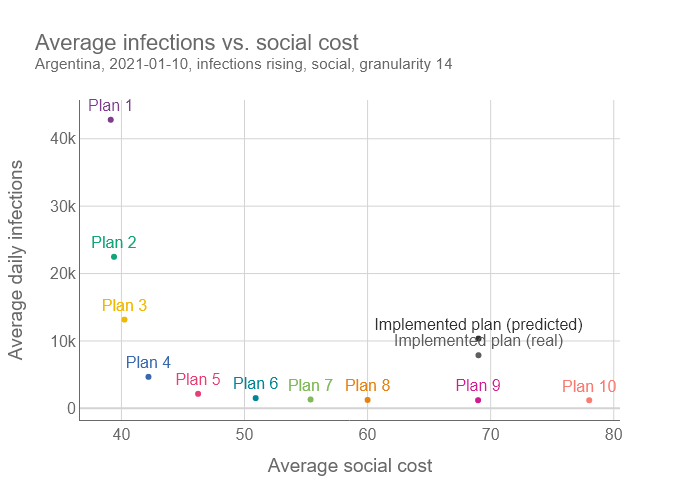 Average infections vs. social cost
Argentina, 2021-01-10, infections rising, social, granularity 14
Average daily infections
40k
30k
20k
10k
0
Plan 1
Plan 2
Plan 3
Plan 4
Plan 5
Plan 6
Plan 7
Plan 8
Plan 9
Plan 10
Implemented plan (predicted)
Implemented plan (real)
40
50
60
70
80
Average social cost